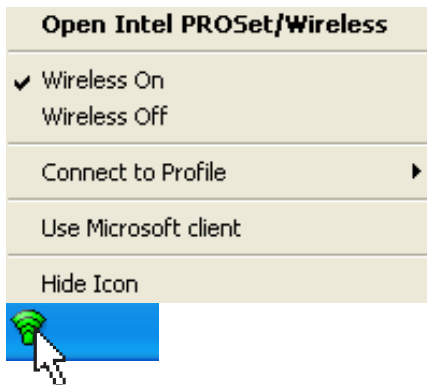 Open Intel PROSet/Wireless
Wireless On
Wireless Off
Connect to Profile
Use Microsoft client
Hide Icon